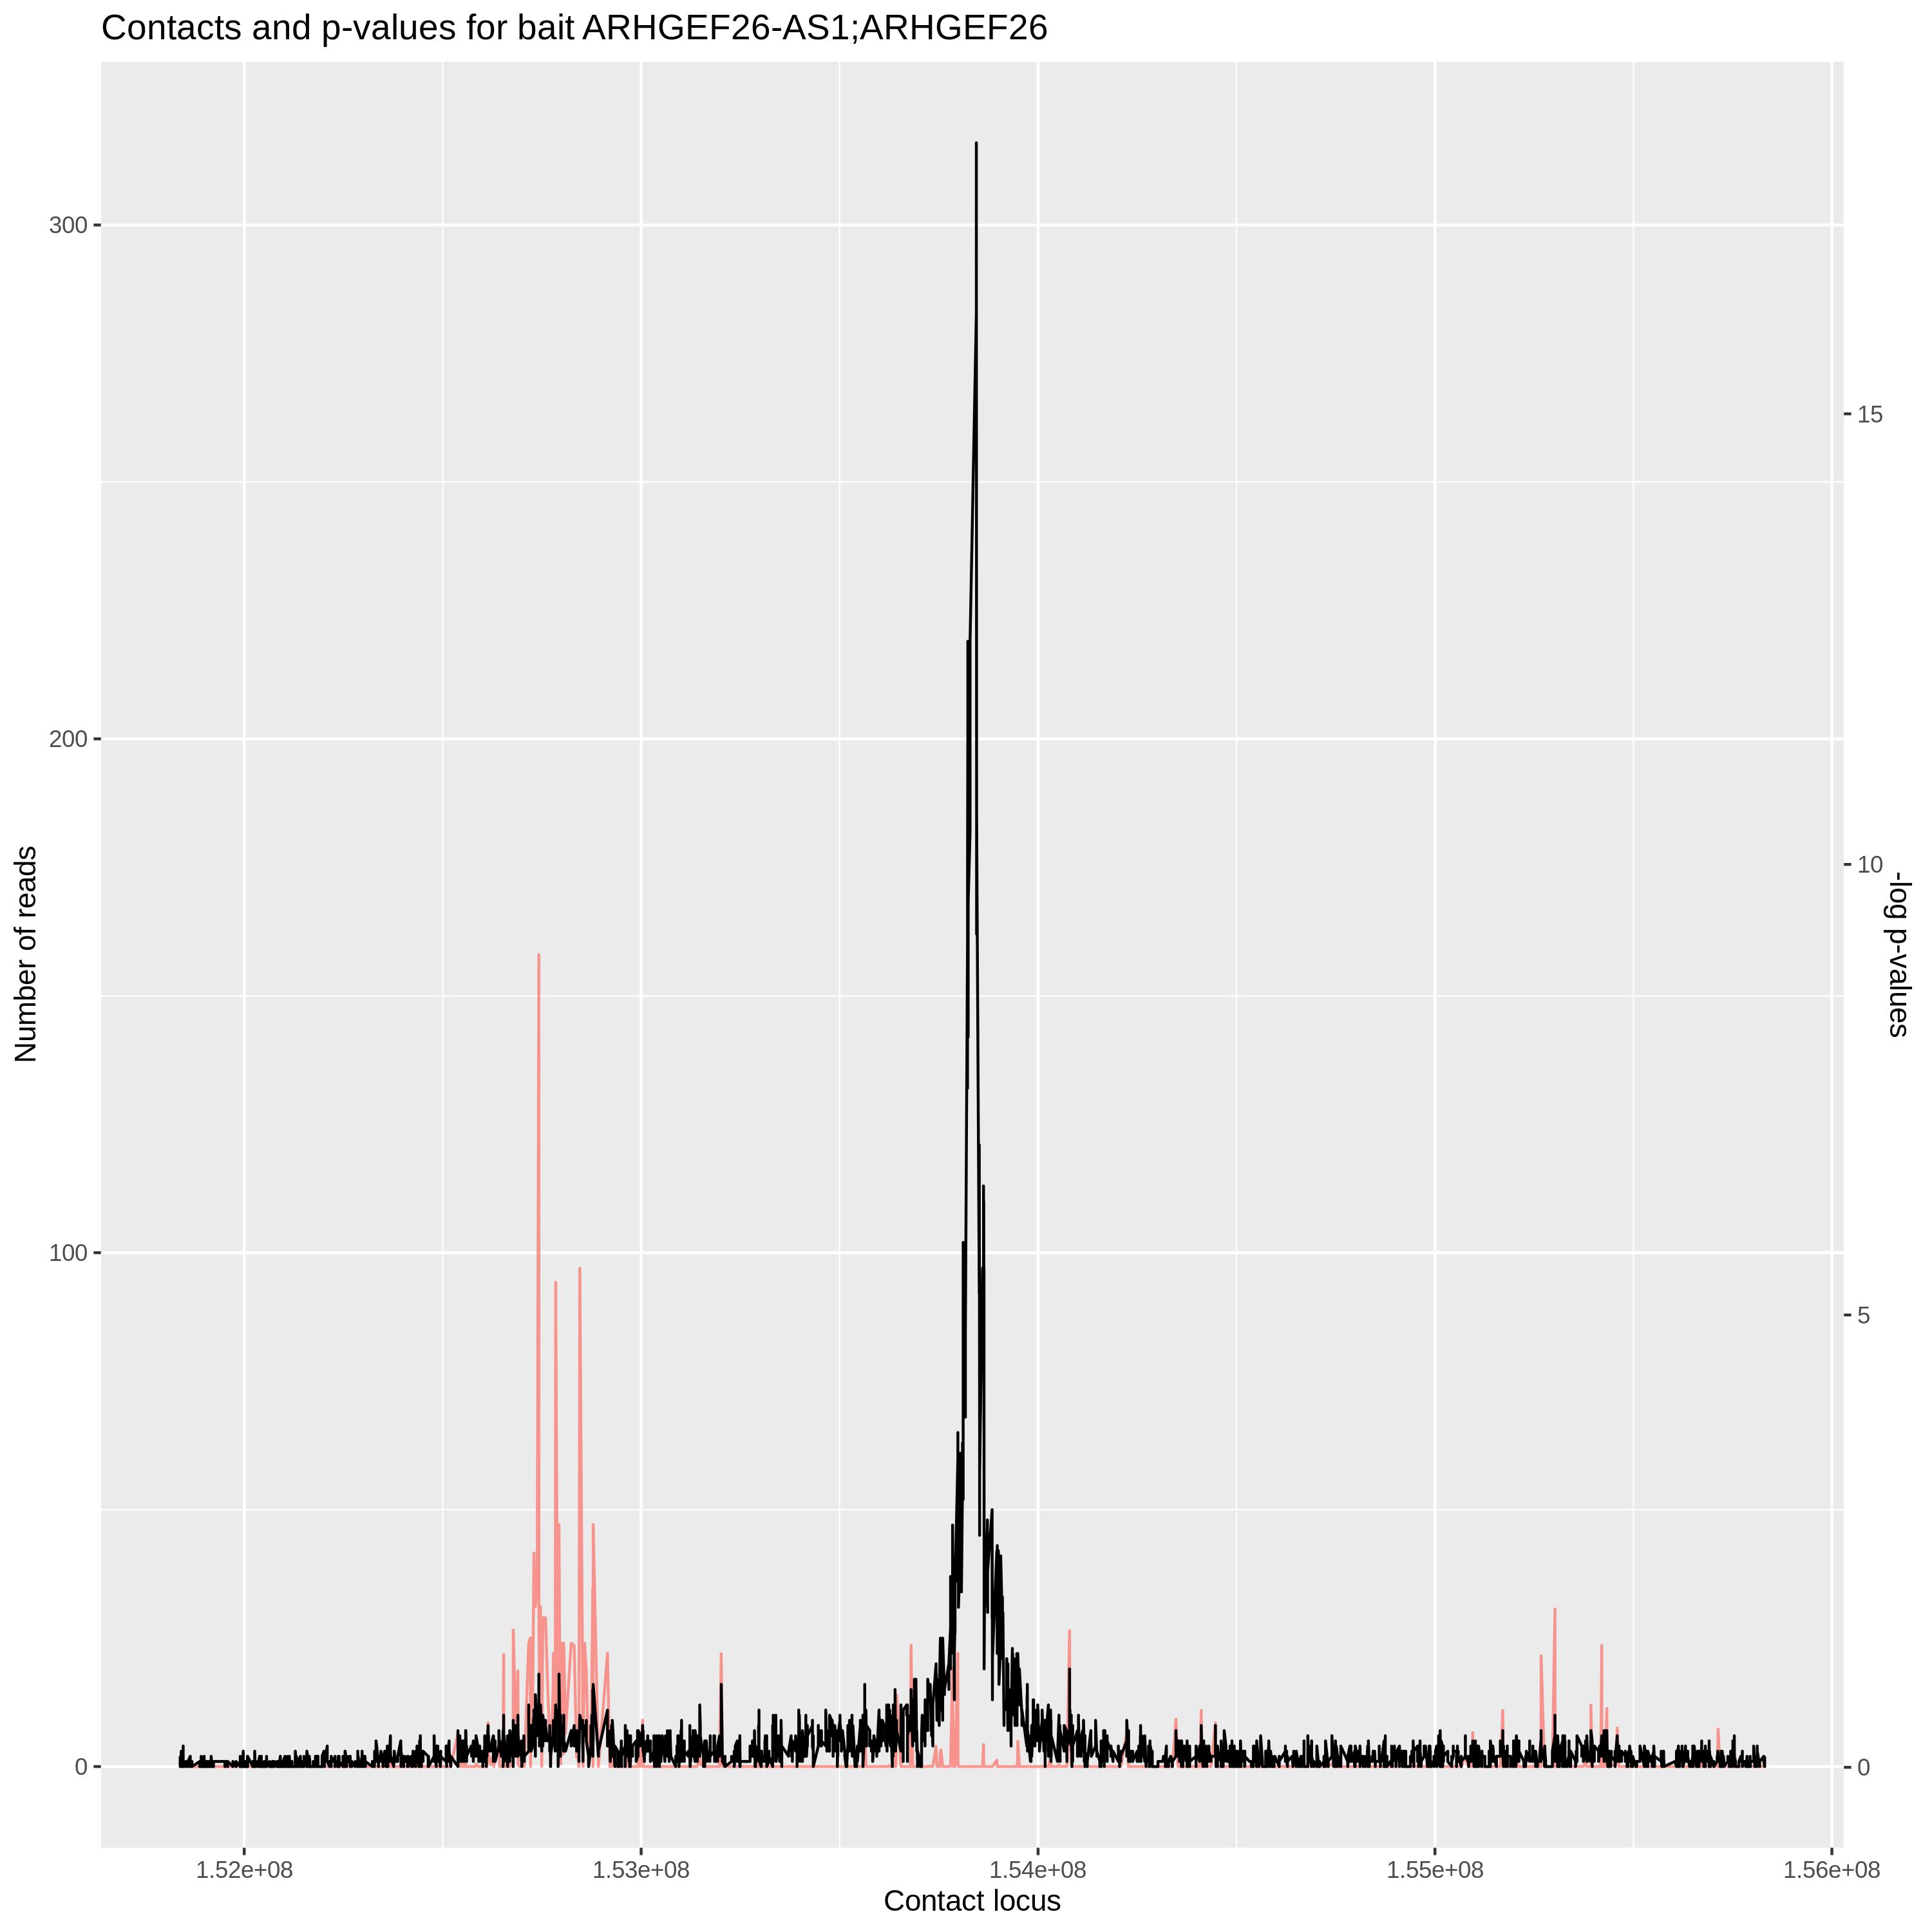 Contacts and p-values for bait ARHGEF26-AS1;ARHGEF26
300
200
100
0
Number of reads
15
10
5
0
-log p-values
1.52e+08 1.53e+08 1.54e+08 1.55e+08 1.56e+08
Contact locus